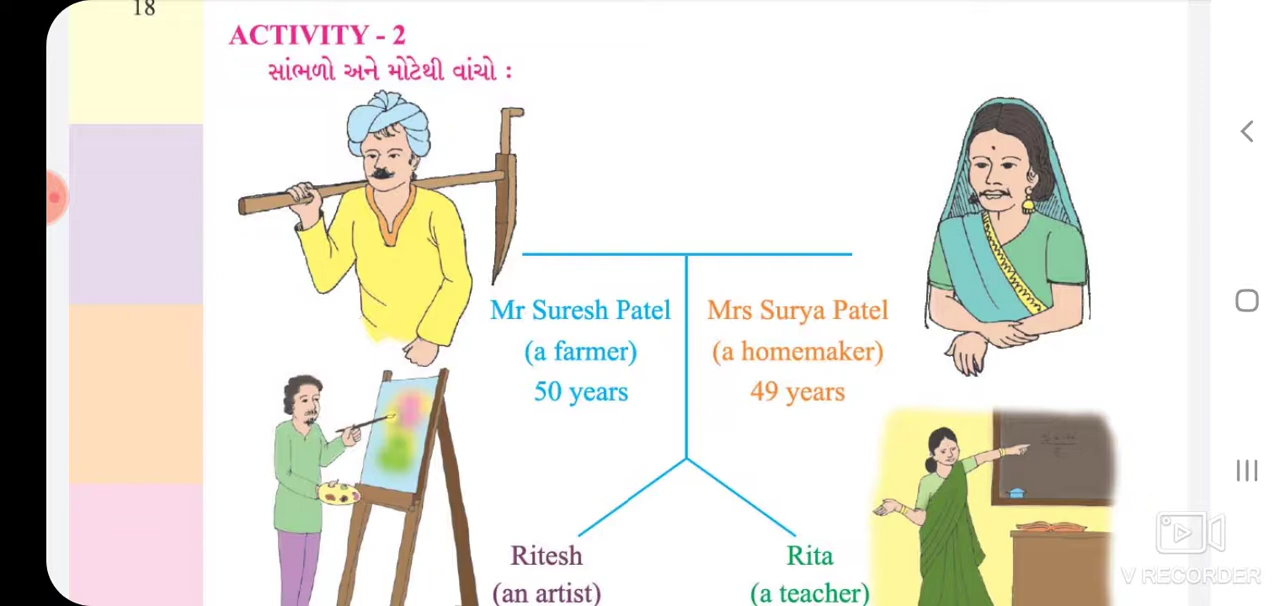 18
ACTIVITY - 2
સાંભળો અને મોટેથી વાંચો :
Mr Suresh Patel
(a farmer)
50 years
Mrs Surya Patel
(a homemaker)
49 years
Ritesh
(an artist)
Rita
(a teacher)
V RECORDER